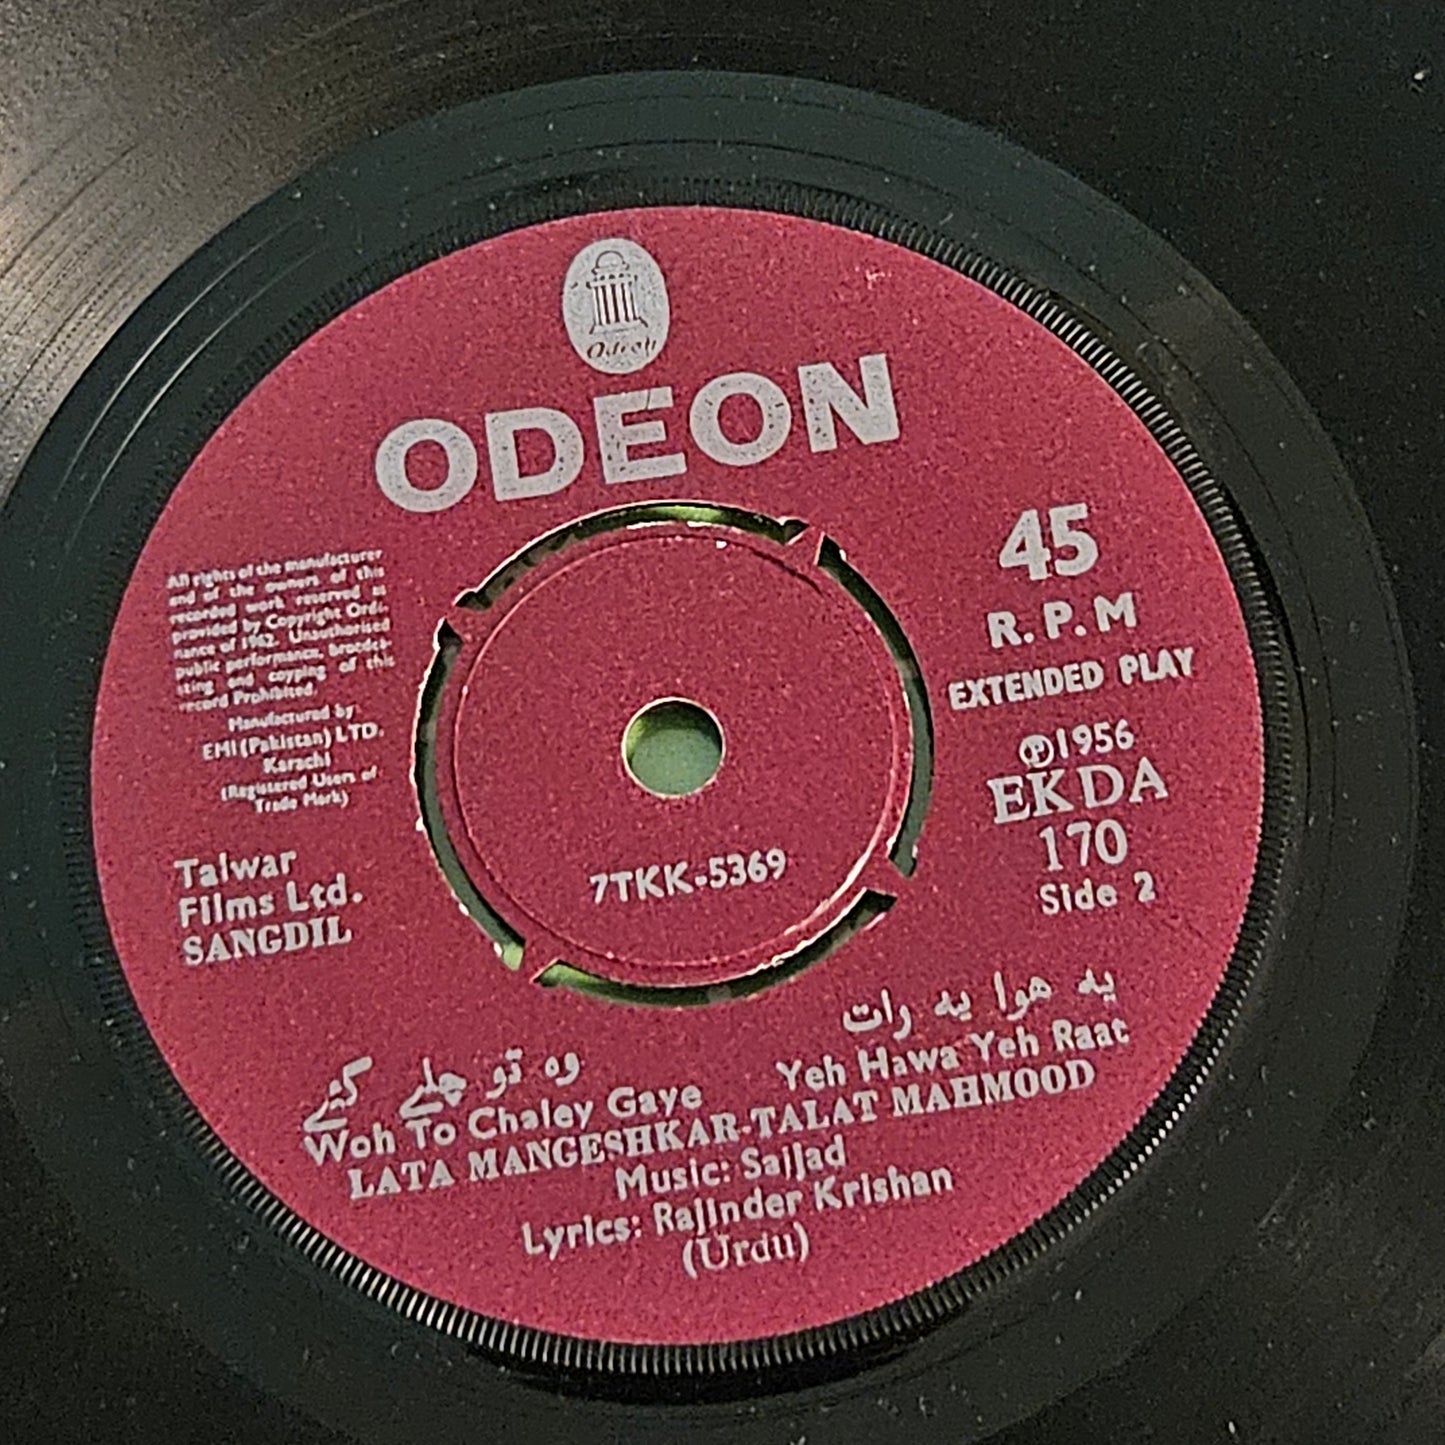 Odeon
ODEON
All rights of the manufacturer
and of the owners of this
recorded work reserved as
provided by Copyright Ordi-
nance of 1962. Unauthorised
public performance, broadca-
sting and copying of this
record Prohibited.
Manufactured by
EMI (Pakistan) LTD.
Karachi
(Registered Users of
Trade Mark)
45
R.P.M
EXTENDED PLAY
℗1956
EKDA
170
Side 2
Talwar
Films Ltd.
SANGDIL
7TKK-5369
وہ تو چلے گئے
Woh To Chaley Gaye
یہ ہوا یہ رات
Yeh Hawa Yeh Raat
LATA MANGESHKAR-TALAT MAHMOOD
Music: Sajjad
Lyrics: Rajinder Krishan
(Urdu)